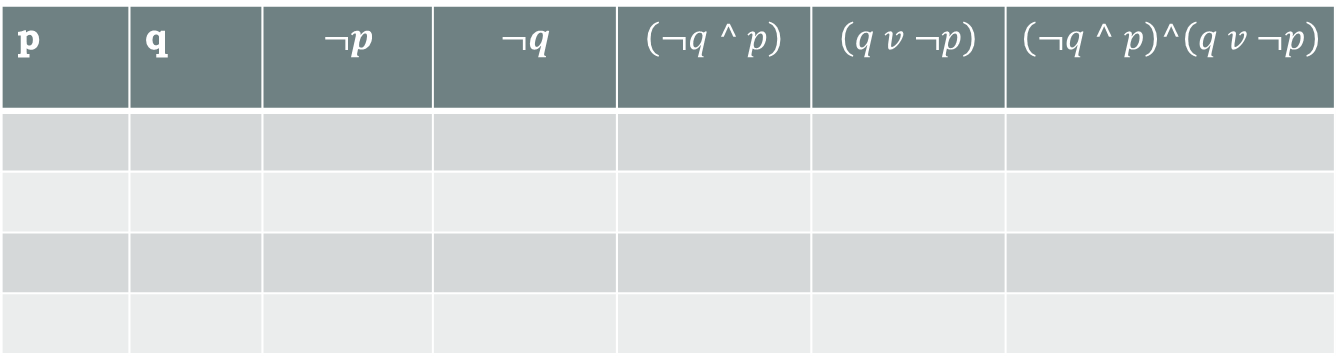 p q ¬p ¬q (¬q ^ p) (q v ¬p) (¬q ^ p)^(q v ¬p)